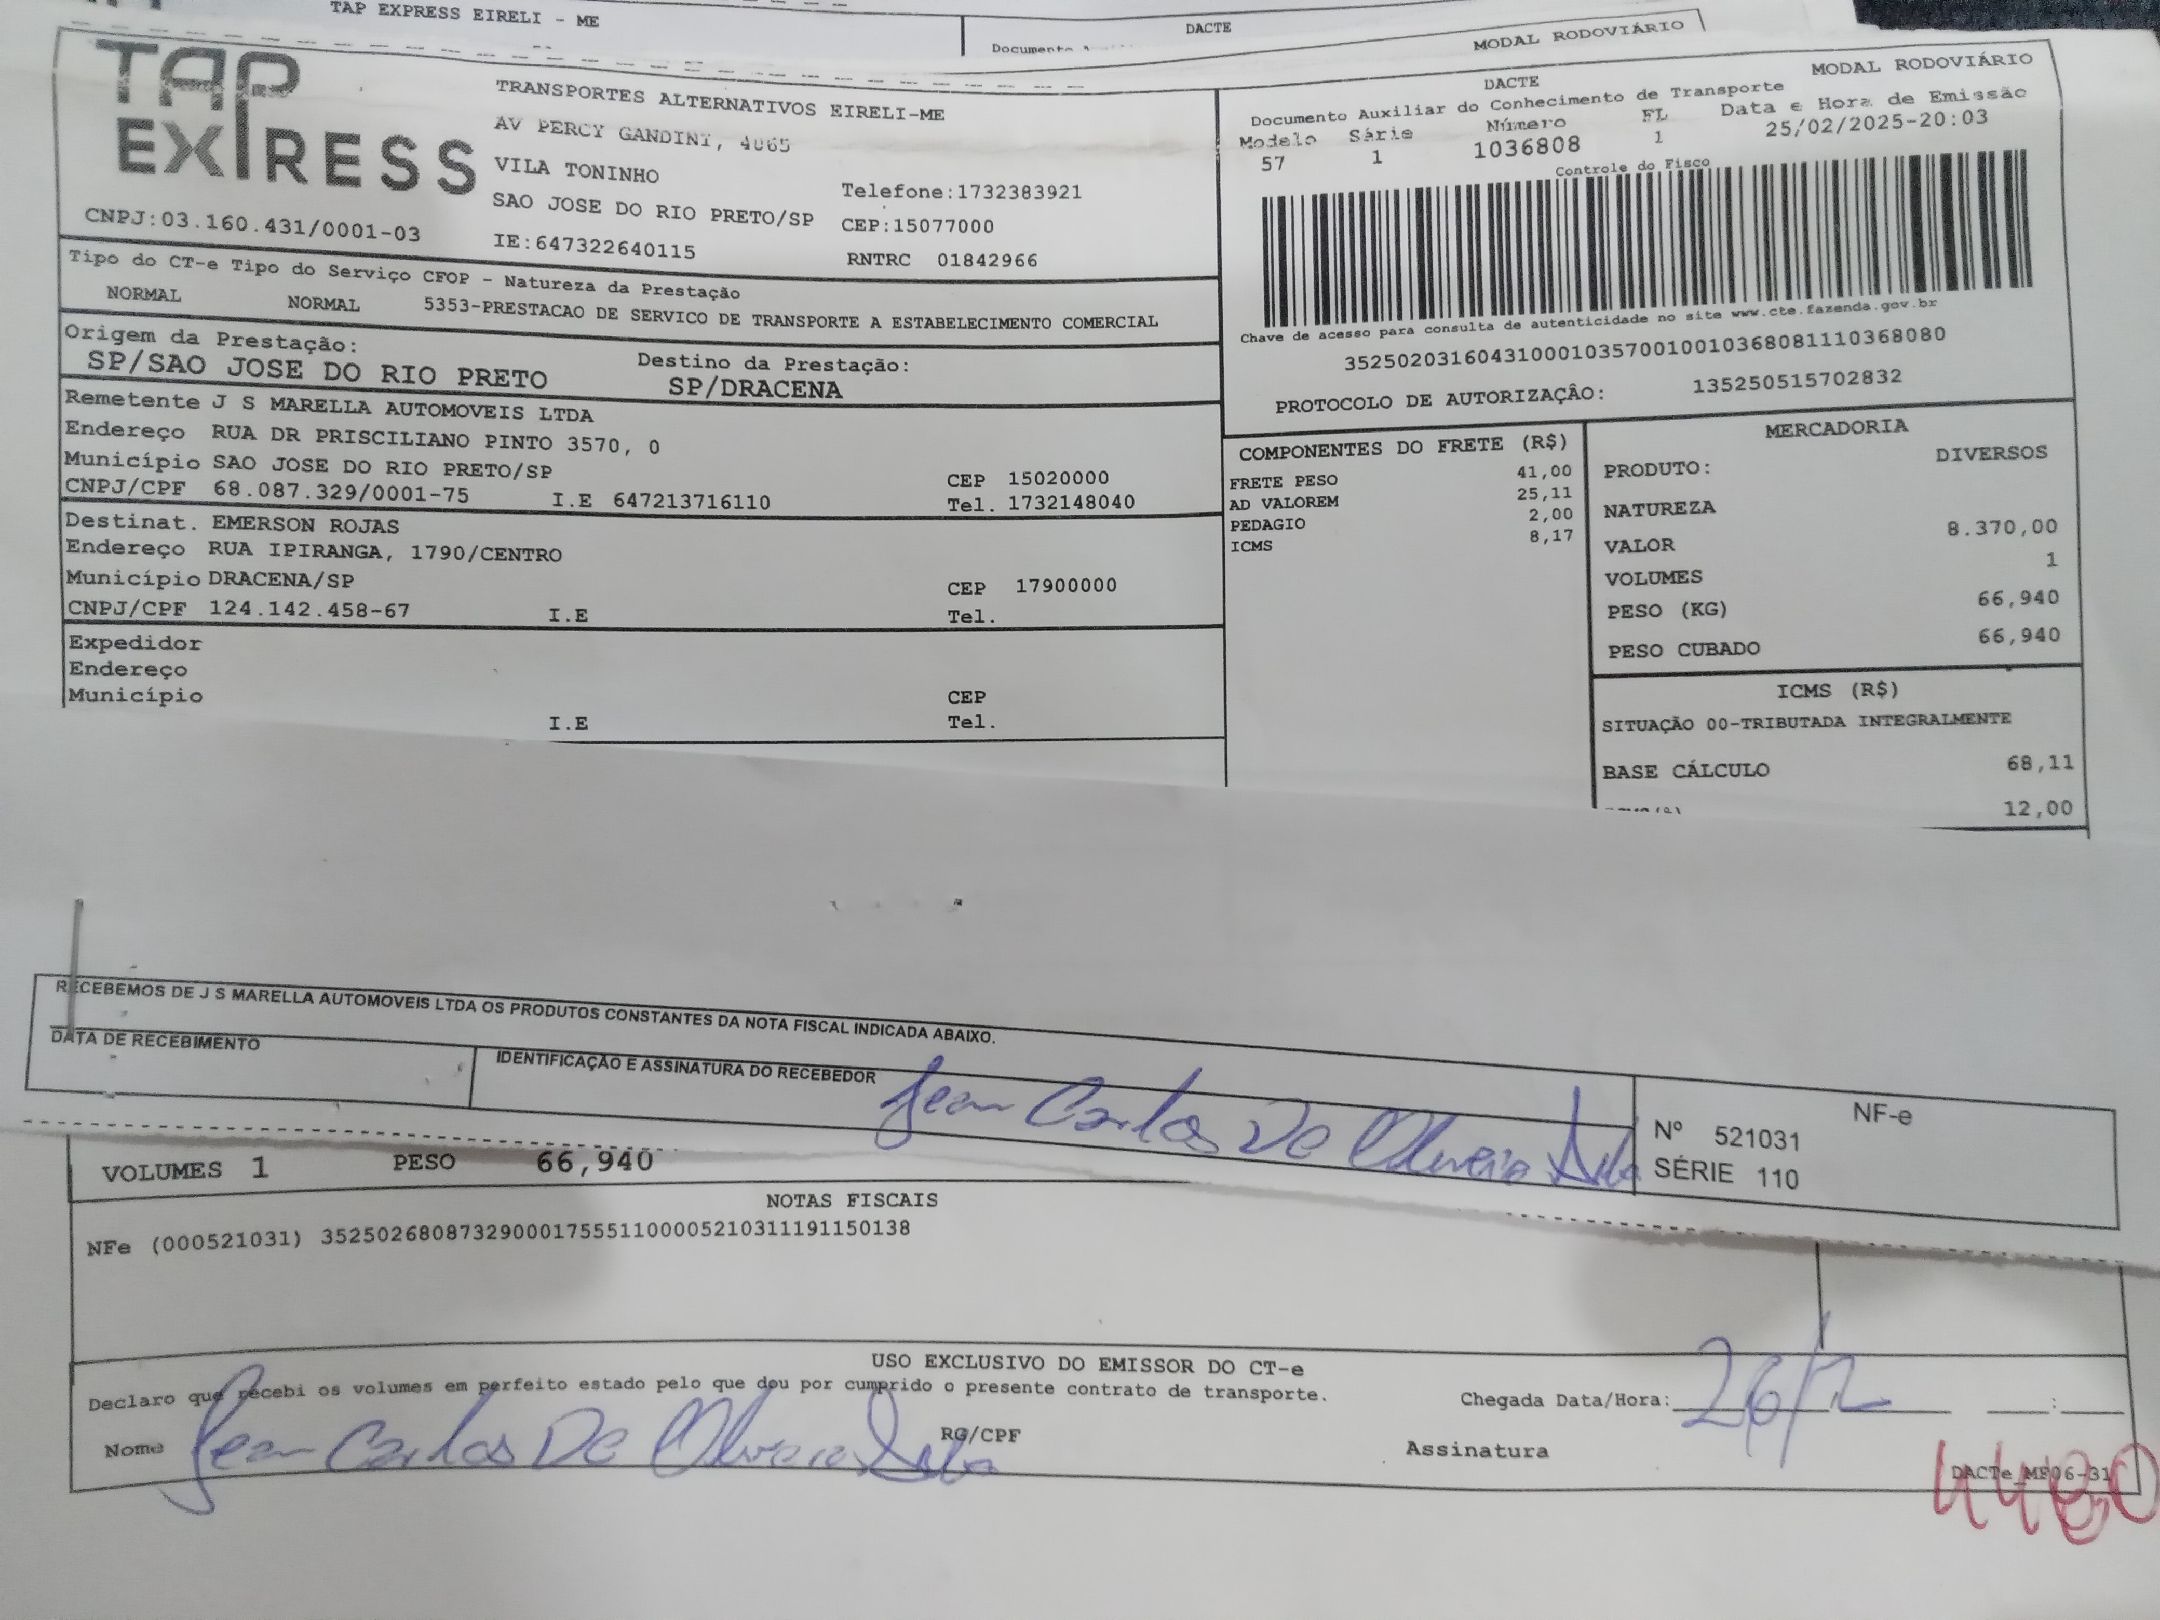 TAP EXPRESS EIRELI - ME
DACTE
MODAL RODOVIÁRIO
TAP EXPRESS
TRANSPORTES ALTERNATIVOS EIRELI-ME
AV PERCY GANDINI, 4065
VILA TONINHO
Telefone:1732383921
SAO JOSE DO RIO PRETO/SP CEP:15077000
CNPJ:03.160.431/0001-03
IE:647322640115 RNTRC 01842966
DACTE MODAL RODOVIÁRIO
Documento Auxiliar do Conhecimento de Transporte
Modelo Série Número FL Data e Hora de Emissão
57 1 1036808 1 25/02/2025-20:03
Controle do Fisco
Chave de acesso para consulta de autenticidade no site www.cte.fazenda.gov.br
35250203160431000103570010010368081110368080
PROTOCOLO DE AUTORIZAÇÂO: 135250515702832
Tipo do CT-e Tipo do Serviço CFOP - Natureza da Prestação
NORMAL NORMAL 5353-PRESTACAO DE SERVICO DE TRANSPORTE A ESTABELECIMENTO COMERCIAL
Origem da Prestação: Destino da Prestação:
SP/SAO JOSE DO RIO PRETO SP/DRACENA
Remetente J S MARELLA AUTOMOVEIS LTDA
Endereço RUA DR PRISCILIANO PINTO 3570, 0
Município SAO JOSE DO RIO PRETO/SP CEP 15020000
CNPJ/CPF 68.087.329/0001-75 I.E 647213716110 Tel. 1732148040
Destinat. EMERSON ROJAS
Endereço RUA IPIRANGA, 1790/CENTRO
Município DRACENA/SP CEP 17900000
CNPJ/CPF 124.142.458-67 I.E Tel.
Expedidor
Endereço
Município CEP
I.E Tel.
COMPONENTES DO FRETE (R$)
FRETE PESO 41,00
AD VALOREM 25,11
PEDAGIO 2,00
ICMS 8,17
MERCADORIA
PRODUTO: DIVERSOS
NATUREZA
VALOR 8.370,00
VOLUMES 1
PESO (KG) 66,940
PESO CUBADO 66,940
ICMS (R$)
SITUAÇÃO 00-TRIBUTADA INTEGRALMENTE
BASE CÁLCULO 68,11
12,00
RECEBEMOS DE J S MARELLA AUTOMOVEIS LTDA OS PRODUTOS CONSTANTES DA NOTA FISCAL INDICADA ABAIXO.
DATA DE RECEBIMENTO
IDENTIFICAÇÃO E ASSINATURA DO RECEBEDOR
Jean Carlos De Oliveira Silva
NF-e
Nº 521031
SÉRIE 110
VOLUMES 1 PESO 66,940
NOTAS FISCAIS
NFe (000521031) 35250268087329000175551100005210311191150138
USO EXCLUSIVO DO EMISSOR DO CT-e
Declaro que recebi os volumes em perfeito estado pelo que dou por cumprido o presente contrato de transporte.
Chegada Data/Hora: 26/2 :
Nome Jean Carlos De Oliveira Silva RG/CPF Assinatura